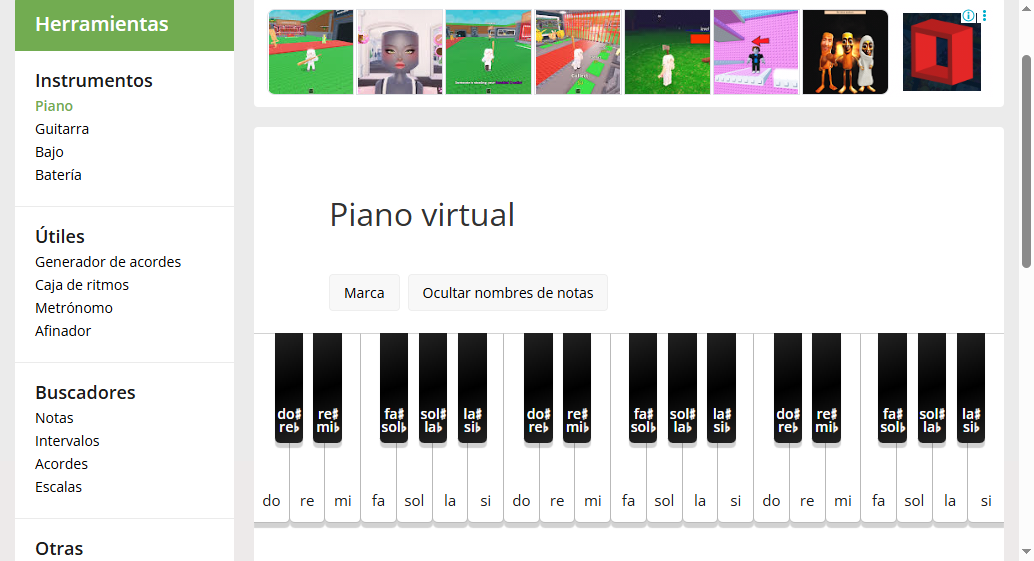 Herramientas
Instrumentos
Piano
Guitarra
Bajo
Batería
Útiles
Generador de acordes
Caja de ritmos
Metrónomo
Afinador
Buscadores
Notas
Intervalos
Acordes
Escalas
Otras
Piano virtual
Marca Ocultar nombres de notas
do♯ re♯ fa♯ sol♯ la♯ do♯ re♯ fa♯ sol♯ la♯ do♯ re♯ fa♯ sol♯ la♯
re♭ mi♭ sol♭ la♭ si♭ re♭ mi♭ sol♭ la♭ si♭ re♭ mi♭ sol♭ la♭ si♭
do re mi fa sol la si do re mi fa sol la si do re mi fa sol la si